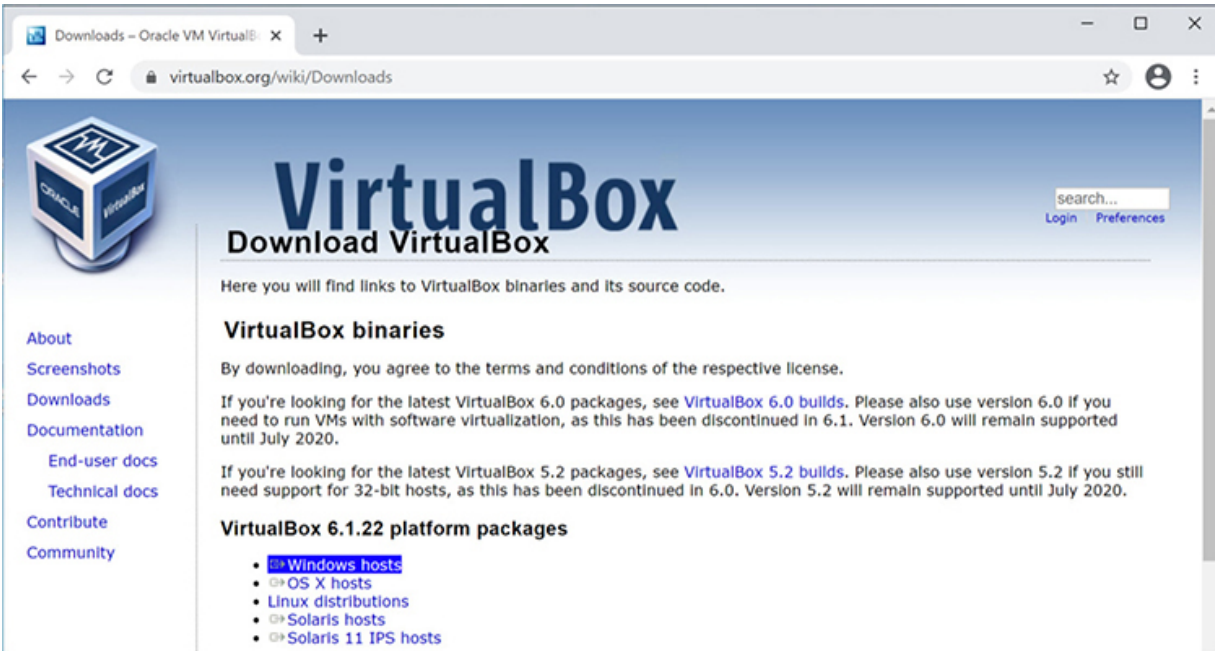 Downloads – Oracle VM VirtualB
virtualbox.org/wiki/Downloads
VM
ORACLE
VirtualBox
VirtualBox
search...
Login Preferences
Download VirtualBox
Here you will find links to VirtualBox binaries and its source code.
About
Screenshots
Downloads
Documentation
End-user docs
Technical docs
Contribute
Community
VirtualBox binaries
By downloading, you agree to the terms and conditions of the respective license.
If you're looking for the latest VirtualBox 6.0 packages, see VirtualBox 6.0 builds. Please also use version 6.0 if you
need to run VMs with software virtualization, as this has been discontinued in 6.1. Version 6.0 will remain supported
until July 2020.
If you're looking for the latest VirtualBox 5.2 packages, see VirtualBox 5.2 builds. Please also use version 5.2 if you still
need support for 32-bit hosts, as this has been discontinued in 6.0. Version 5.2 will remain supported until July 2020.
VirtualBox 6.1.22 platform packages
Windows hosts
OS X hosts
Linux distributions
Solaris hosts
Solaris 11 IPS hosts